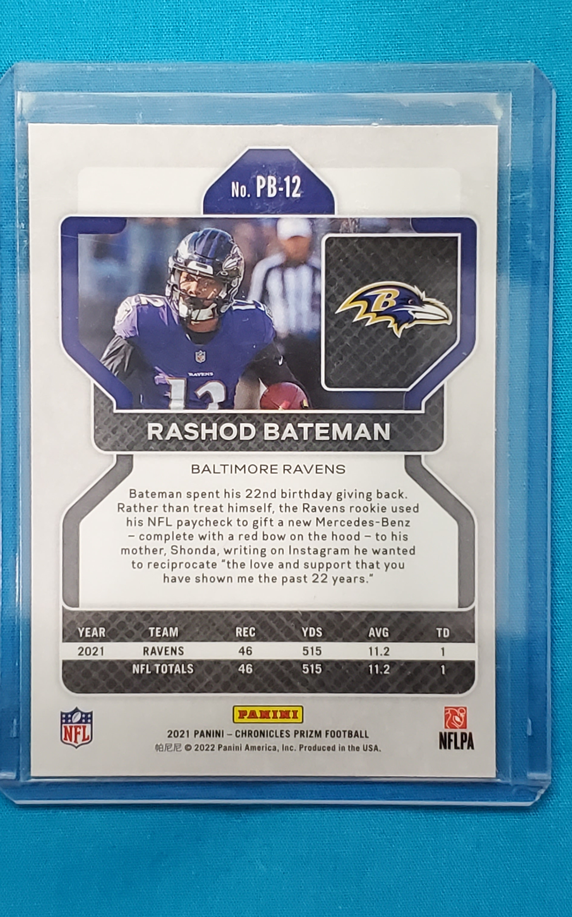 No. PB-12
B
RAVENS
12
12
RASHOD BATEMAN
BALTIMORE RAVENS
Bateman spent his 22nd birthday giving back.
Rather than treat himself, the Ravens rookie used
his NFL paycheck to gift a new Mercedes-Benz
– complete with a red bow on the hood – to his
mother, Shonda, writing on Instagram he wanted
to reciprocate "the love and support that you
have shown me the past 22 years."
YEAR TEAM REC YDS AVG TD
2021 RAVENS 46 515 11.2 1
NFL TOTALS 46 515 11.2 1
PANINI
NFL
NFLPA
2021 PANINI – CHRONICLES PRIZM FOOTBALL
帕尼尼 © 2022 Panini America, Inc. Produced in the USA.